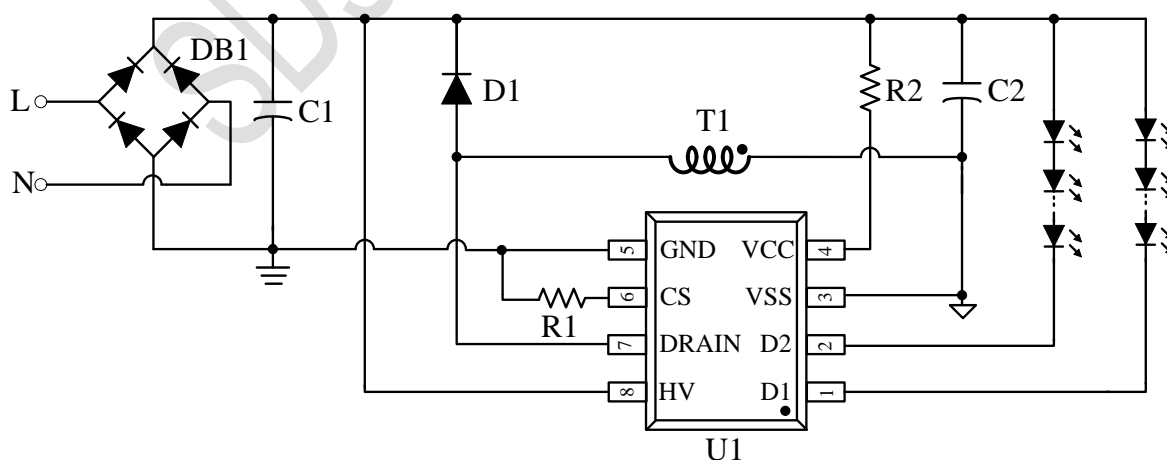 SDS
DB1
L
N
C1
D1
T1
R2
C2
R1
5 GND
6 CS
7 DRAIN
8 HV
VCC 4
VSS 3
D2 2
D1 1
U1